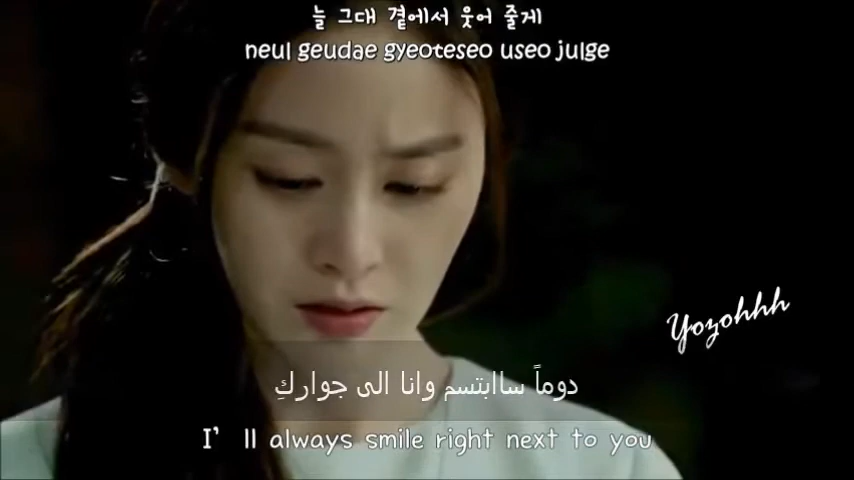 늘 그대 곁에서 웃어 줄게
neul geudae gyeoteseo useo julge
Yozohhh
دوماً ساابتسم وانا الى جواركِ
I'll always smile right next to you